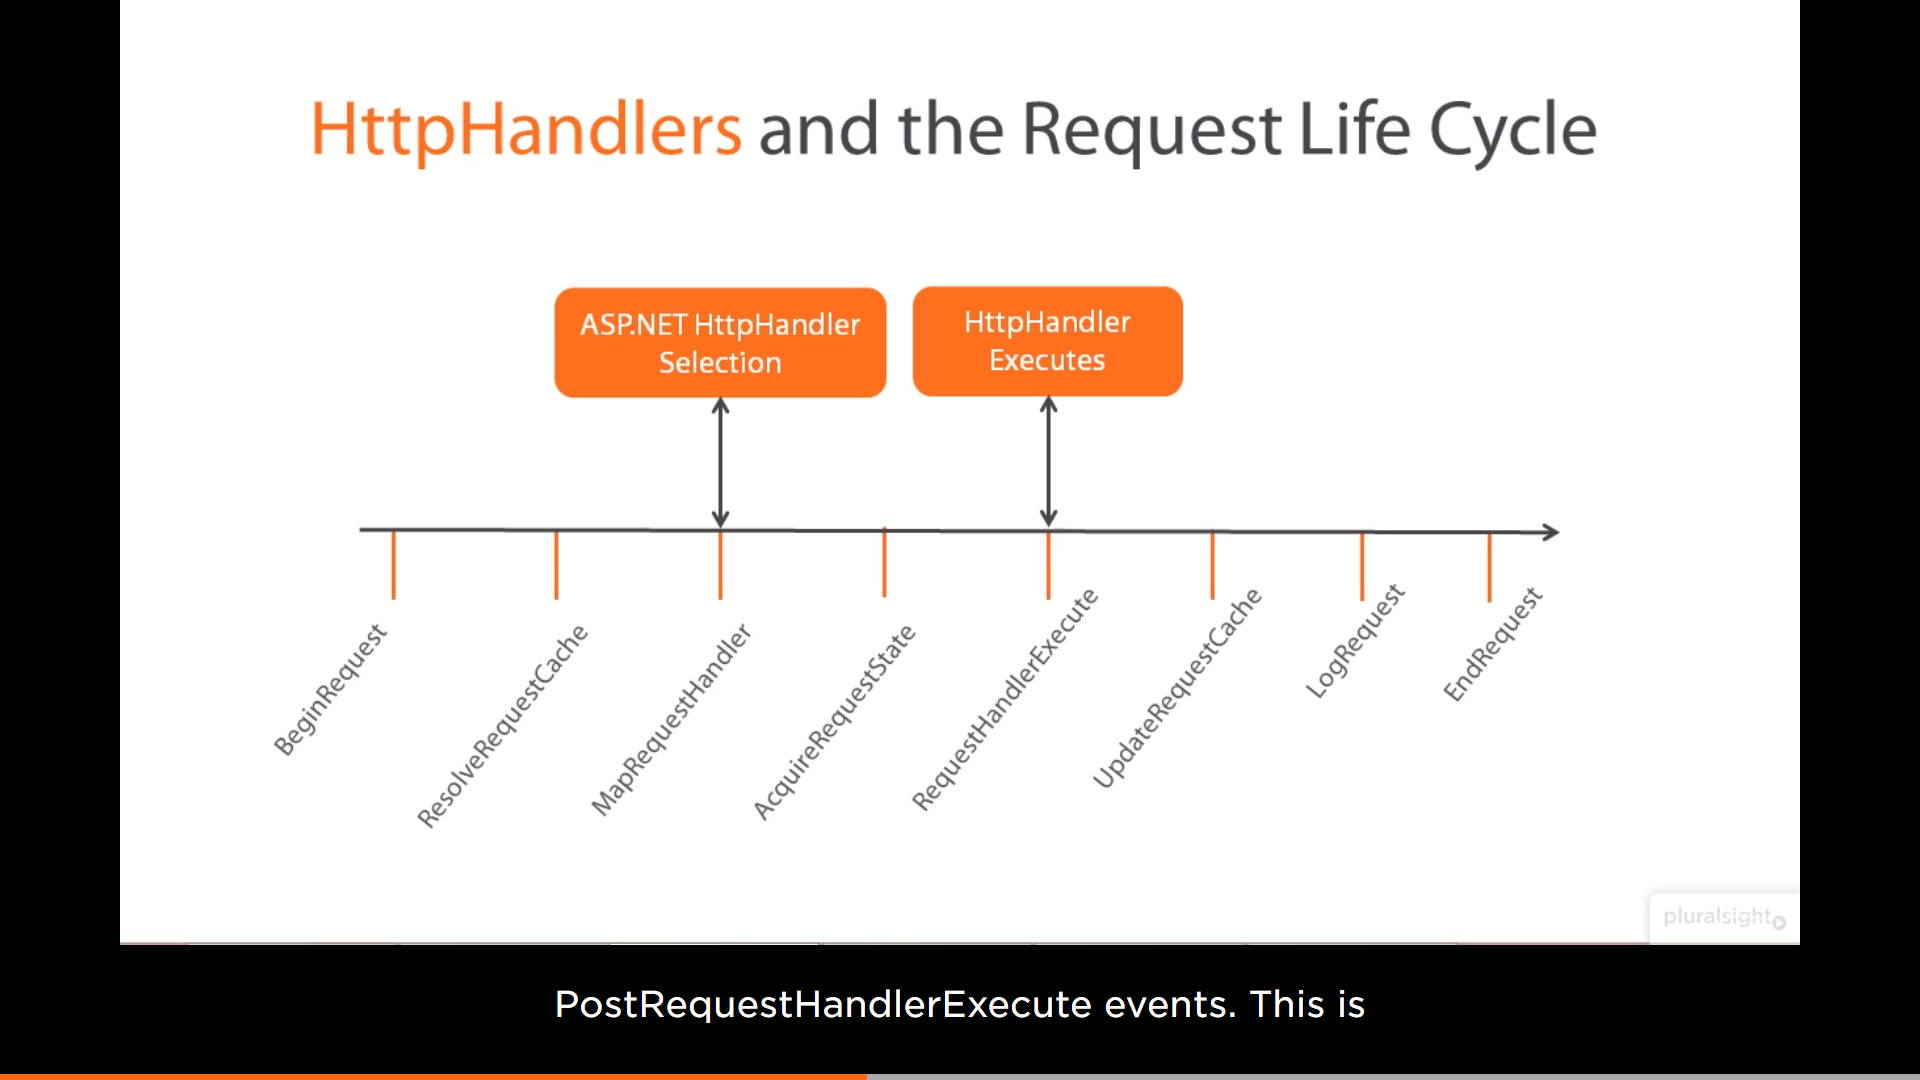 HttpHandlers and the Request Life Cycle
ASP.NET HttpHandler
Selection
HttpHandler
Executes
BeginRequest
ResolveRequestCache
MapRequestHandler
AcquireRequestState
RequestHandlerExecute
UpdateRequestCache
LogRequest
EndRequest
pluralsight
PostRequestHandlerExecute events. This is